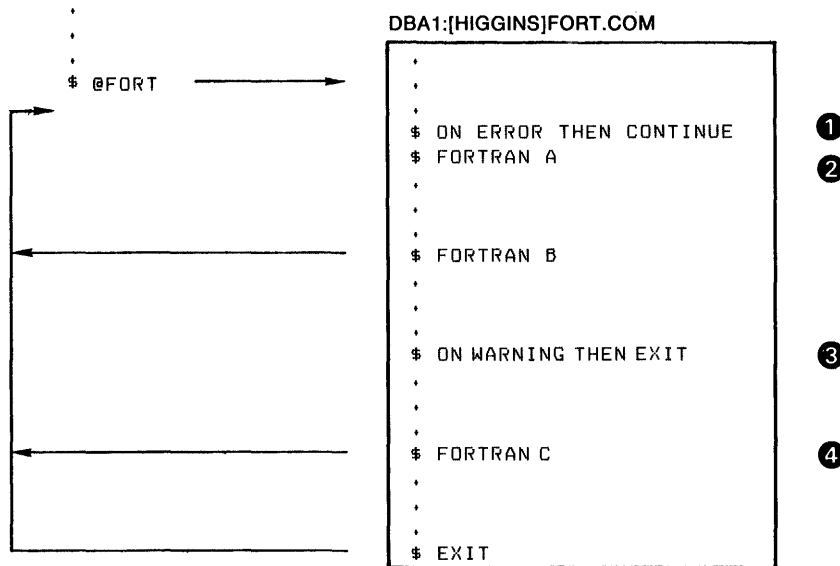 DBA1:[HIGGINS]FORT.COM
$ @FORT
$ ON ERROR THEN CONTINUE
1
$ FORTRAN A
2
$ FORTRAN B
$ ON WARNING THEN EXIT
3
$ FORTRAN C
4
$ EXIT